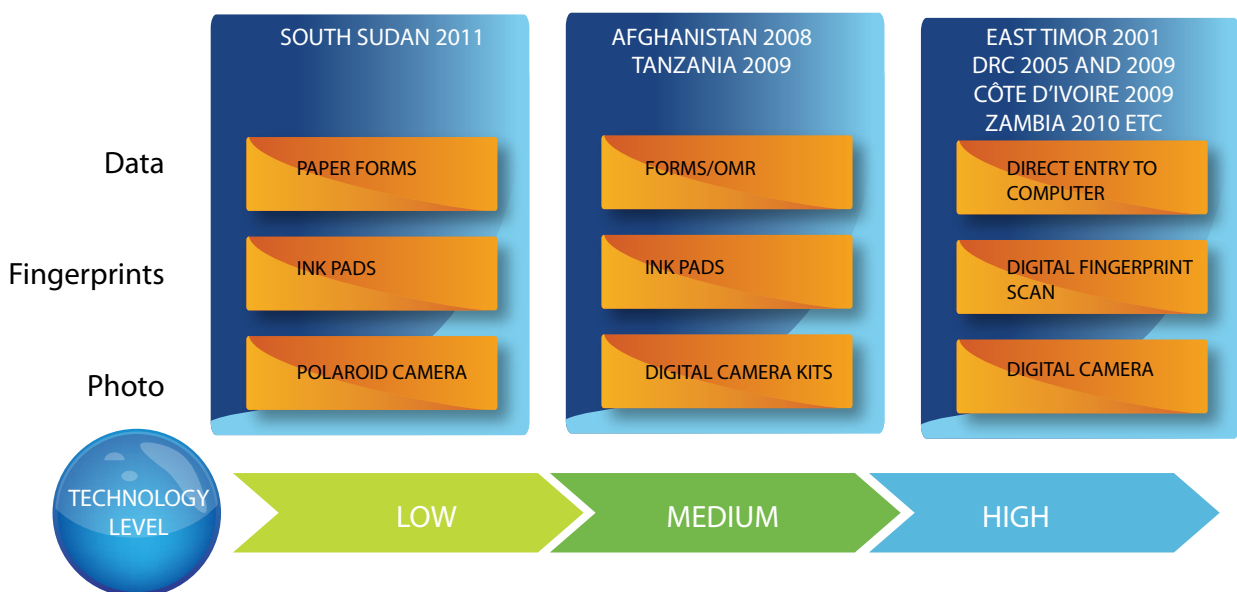 SOUTH SUDAN 2011
AFGHANISTAN 2008
TANZANIA 2009
EAST TIMOR 2001
DRC 2005 AND 2009
CÔTE D’IVOIRE 2009
ZAMBIA 2010 ETC
Data
PAPER FORMS
FORMS/OMR
DIRECT ENTRY TO
COMPUTER
Fingerprints
INK PADS
INK PADS
DIGITAL FINGERPRINT
SCAN
Photo
POLAROID CAMERA
DIGITAL CAMERA KITS
DIGITAL CAMERA
TECHNOLOGY
LEVEL
LOW
MEDIUM
HIGH